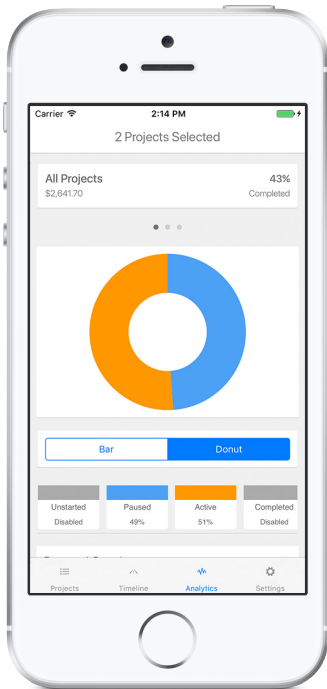 Carrier 2:14 PM
2 Projects Selected
All Projects 43%
$2,641.70 Completed
Bar Donut
Unstarted Paused Active Completed
Disabled 49% 51% Disabled
Projects Timeline Analytics Settings